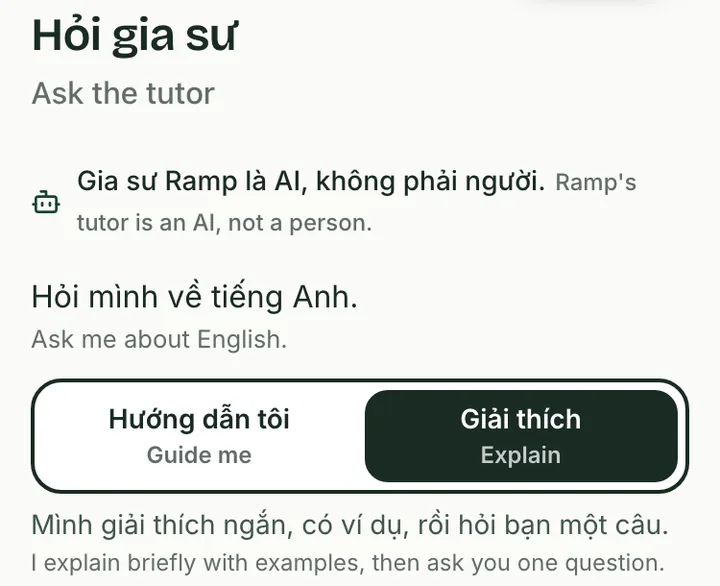 Hỏi gia sư
Ask the tutor
Gia sư Ramp là AI, không phải người. Ramp's
tutor is an AI, not a person.
Hỏi mình về tiếng Anh.
Ask me about English.
Hướng dẫn tôi
Guide me
Giải thích
Explain
Mình giải thích ngắn, có ví dụ, rồi hỏi bạn một câu.
I explain briefly with examples, then ask you one question.